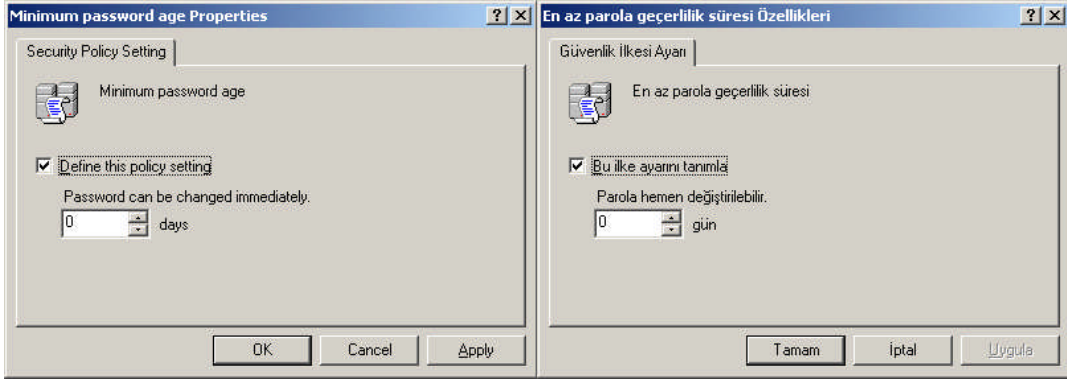 Minimum password age Properties
Security Policy Setting
Minimum password age
Define this policy setting
Password can be changed immediately.
0 days
OK Cancel Apply
En az parola geçerlilik süresi Özellikleri
Güvenlik İlkesi Ayarı
En az parola geçerlilik süresi
Bu ilke ayarını tanımla
Parola hemen değiştirilebilir.
0 gün
Tamam İptal Uygula